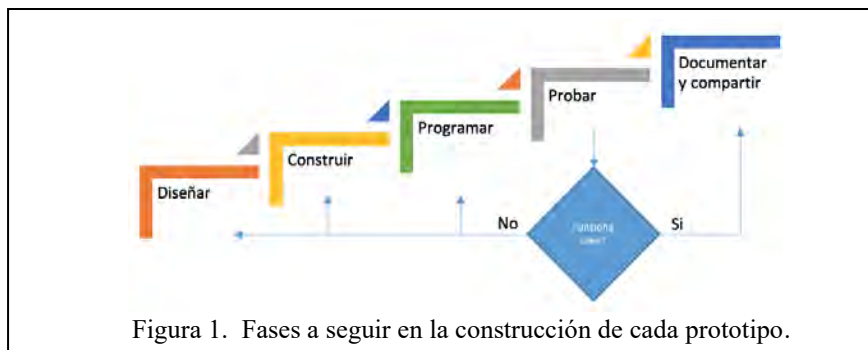 Documentar
y compartir
Probar
Programar
Construir
Diseñar
No
Si
Figura 1. Fases a seguir en la construcción de cada prototipo.